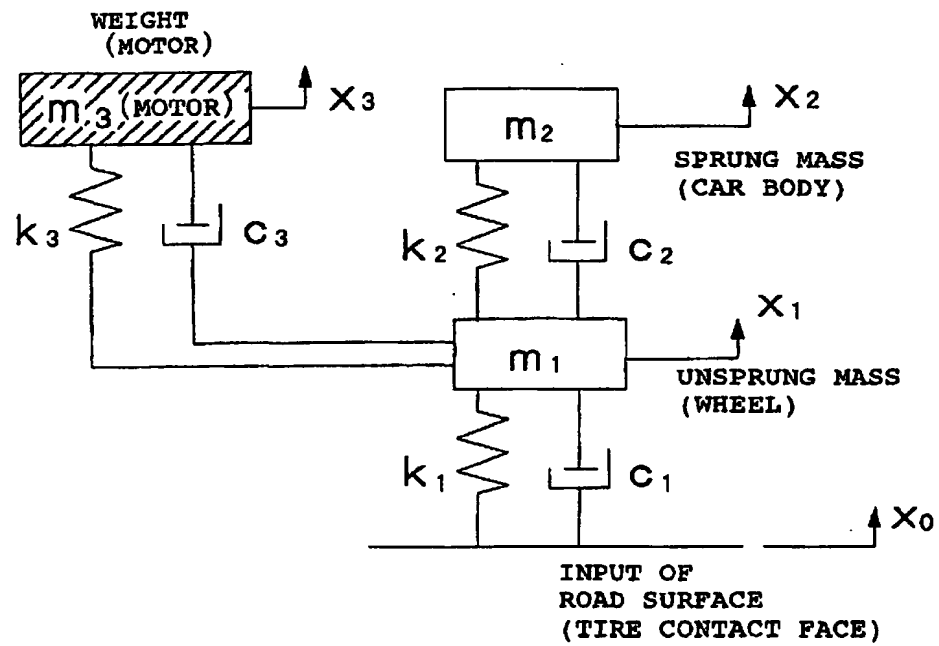 WEIGHT
(MOTOR)
m3 (MOTOR)
x3
m2
x2
SPRUNG MASS
(CAR BODY)
k3
c3
k2
c2
x1
m1
UNSPRUNG MASS
(WHEEL)
k1
c1
x0
INPUT OF
ROAD SURFACE
(TIRE CONTACT FACE)